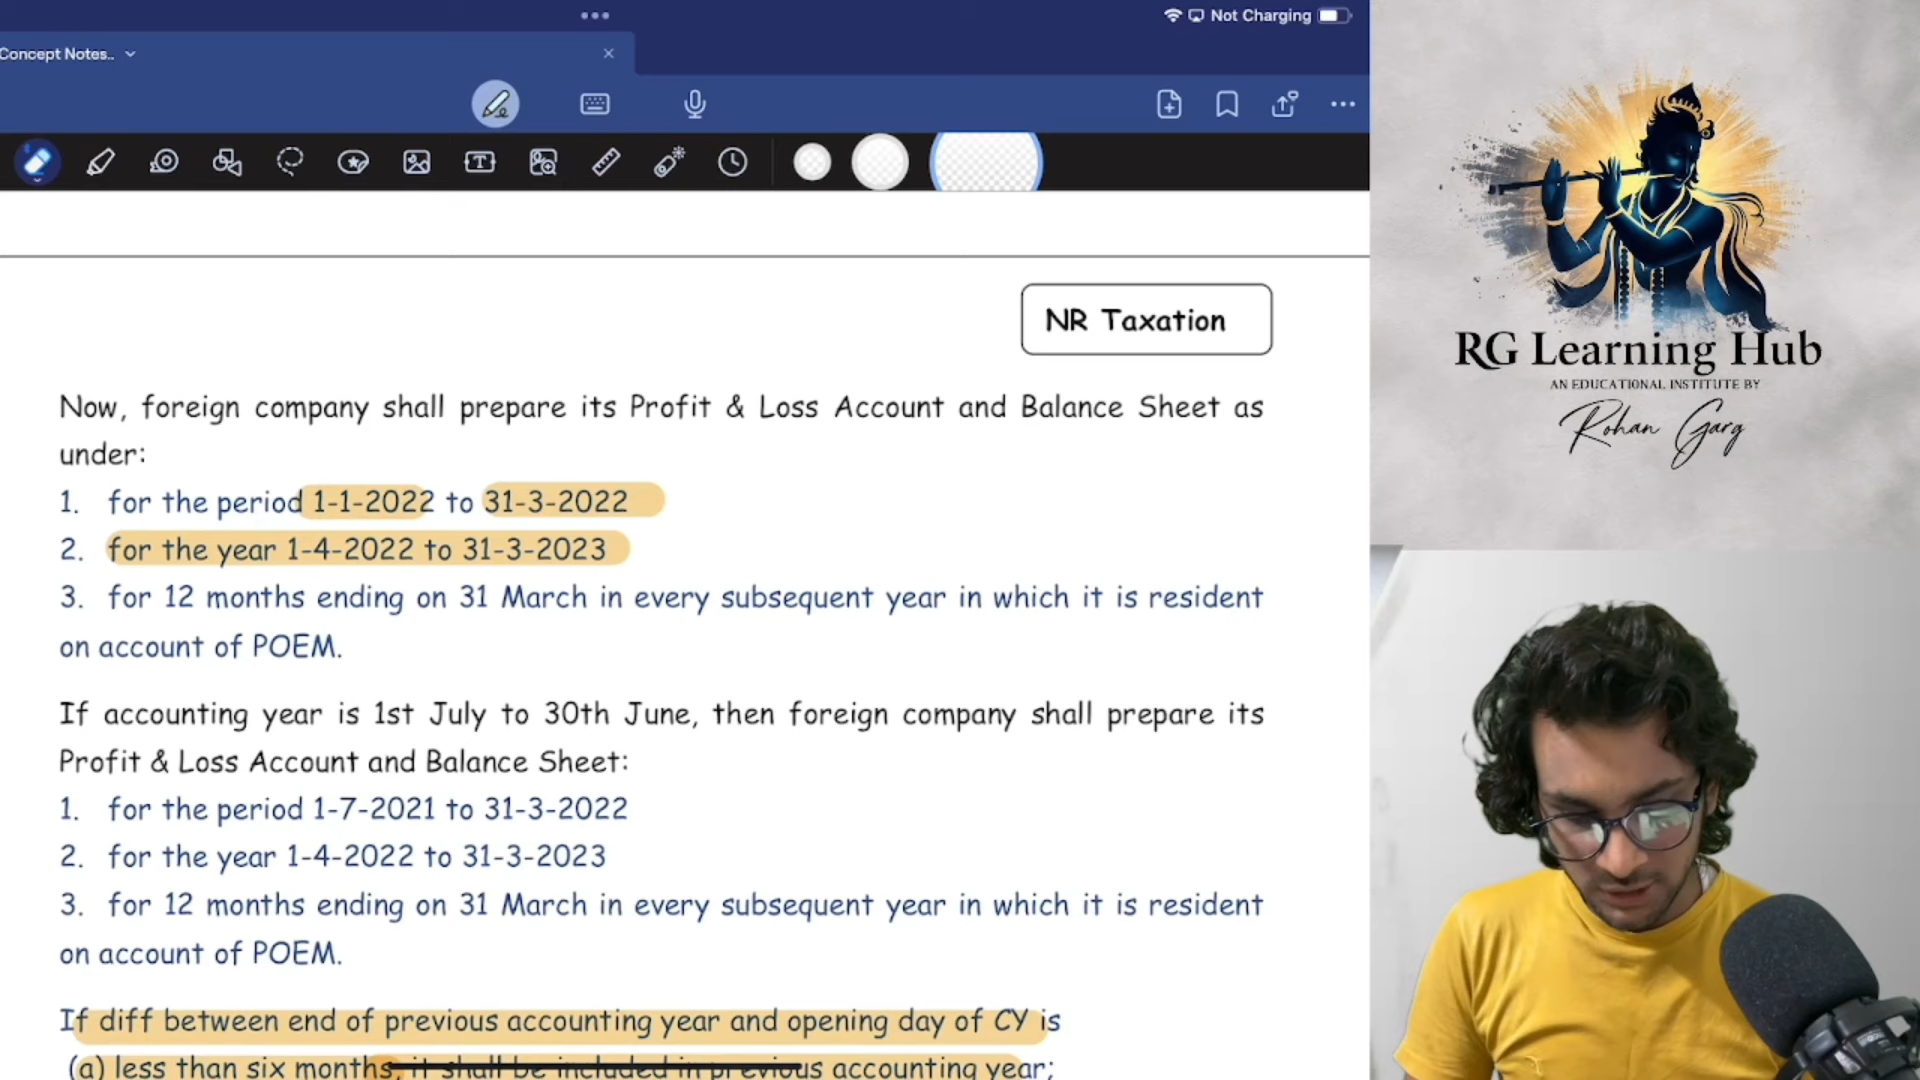 Not Charging
Concept Notes..
NR Taxation
Now, foreign company shall prepare its Profit & Loss Account and Balance Sheet as
under:
1. for the period 1-1-2022 to 31-3-2022
2. for the year 1-4-2022 to 31-3-2023
3. for 12 months ending on 31 March in every subsequent year in which it is resident
on account of POEM.
If accounting year is 1st July to 30th June, then foreign company shall prepare its
Profit & Loss Account and Balance Sheet:
1. for the period 1-7-2021 to 31-3-2022
2. for the year 1-4-2022 to 31-3-2023
3. for 12 months ending on 31 March in every subsequent year in which it is resident
on account of POEM.
If diff between end of previous accounting year and opening day of CY is
(a) less than six months, it shall be included in previous accounting year;
RG Learning Hub
AN EDUCATIONAL INSTITUTE BY
Rohan Garg